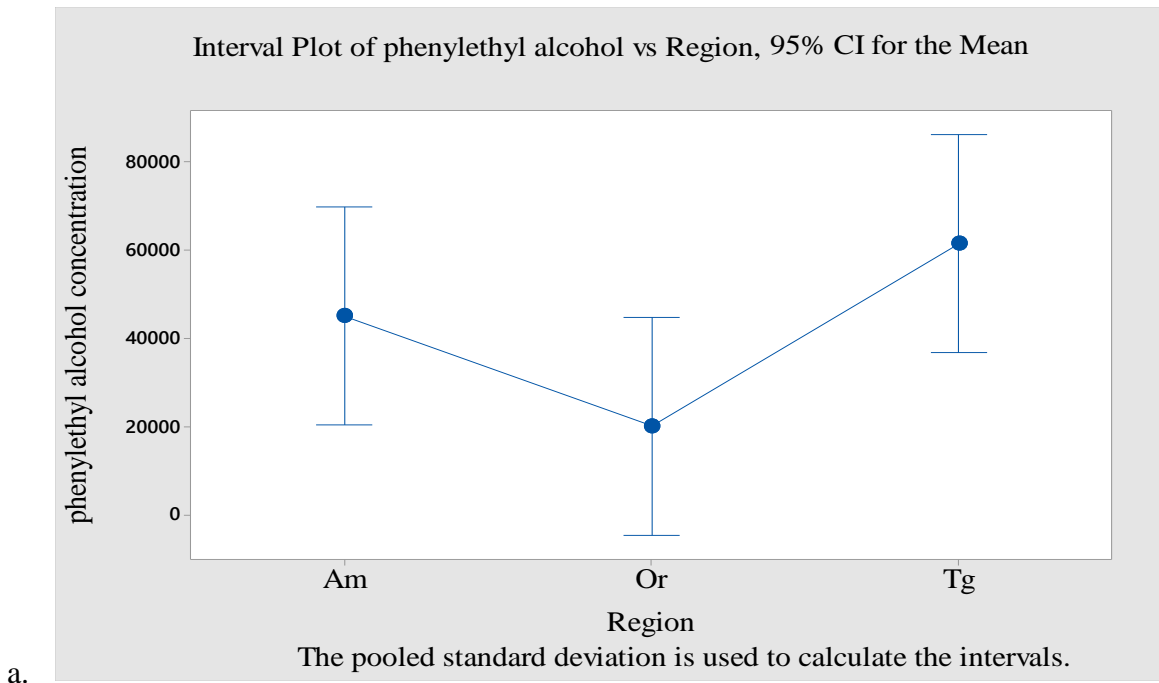 Interval Plot of phenylethyl alcohol vs Region, 95% CI for the Mean
phenylethyl alcohol concentration
80000
60000
40000
20000
0
Am Or Tg
Region
The pooled standard deviation is used to calculate the intervals.
a.